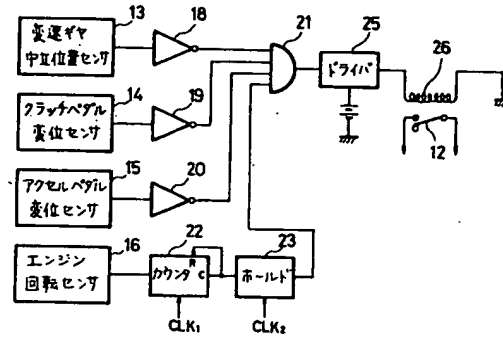 13
変速ギヤ
中立位置センサ
18
21
25
ドライバ
26
12
14
クラッチペダル
変位センサ
19
15
アクセルペダル
変位センサ
20
16
エンジン
回転センサ
22
R
カウンタ C
23
ホールド
CLK₁
CLK₂